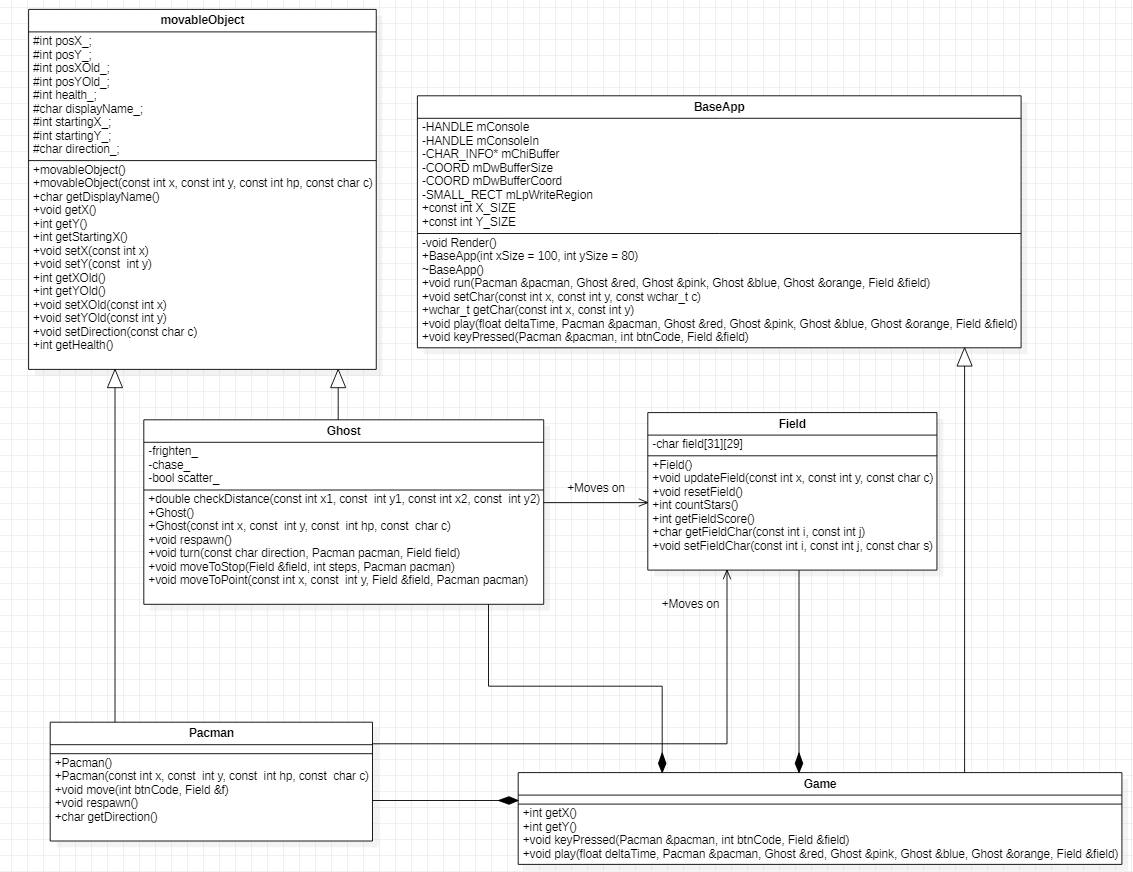 movableObject
#int posX_;
#int posY_;
#int posXOld_;
#int posYOld_;
#int health_;
#char displayName_;
#int startingX_;
#int startingY_;
#char direction_;
+movableObject()
+movableObject(const int x, const int y, const int hp, const char c)
+char getDisplayName()
+void getX()
+int getY()
+int getStartingX()
+void setX(const int x)
+void setY(const  int y)
+int getXOld()
+int getYOld()
+void setXOld(const int x)
+void setYOld(const int y)
+void setDirection(const char c)
+int getHealth()
BaseApp
-HANDLE mConsole
-HANDLE mConsoleIn
-CHAR_INFO* mChiBuffer
-COORD mDwBufferSize
-COORD mDwBufferCoord
-SMALL_RECT mLpWriteRegion
+const int X_SIZE
+const int Y_SIZE
-void Render()
+BaseApp(int xSize = 100, int ySize = 80)
~BaseApp()
+void run(Pacman &pacman, Ghost &red, Ghost &pink, Ghost &blue, Ghost &orange, Field &field)
+void setChar(const int x, const int y, const wchar_t c)
+wchar_t getChar(const int x, const int y)
+void play(float deltaTime, Pacman &pacman, Ghost &red, Ghost &pink, Ghost &blue, Ghost &orange, Field &field)
+void keyPressed(Pacman &pacman, int btnCode, Field &field)
Ghost
-frighten_
-chase_
-bool scatter_
+double checkDistance(const int x1, const  int y1, const int x2, const  int y2)
+Ghost()
+Ghost(const int x, const  int y, const  int hp, const  char c)
+void respawn()
+void turn(const char direction, Pacman pacman, Field field)
+void moveToStop(Field &field, int steps, Pacman pacman)
+void moveToPoint(const int x, const  int y, Field &field, Pacman pacman)
+Moves on
Field
-char field[31][29]
+Field()
+void updateField(const int x, const int y, const char c)
+void resetField()
+int countStars()
+int getFieldScore()
+char getFieldChar(const int i, const int j)
+void setFieldChar(const int i, const int j, const char s)
+Moves on
Pacman
+Pacman()
+Pacman(const int x, const  int y, const  int hp, const  char c)
+void move(int btnCode, Field &f)
+void respawn()
+char getDirection()
Game
+int getX()
+int getY()
+void keyPressed(Pacman &pacman, int btnCode, Field &field)
+void play(float deltaTime, Pacman &pacman, Ghost &red, Ghost &pink, Ghost &blue, Ghost &orange, Field &field)